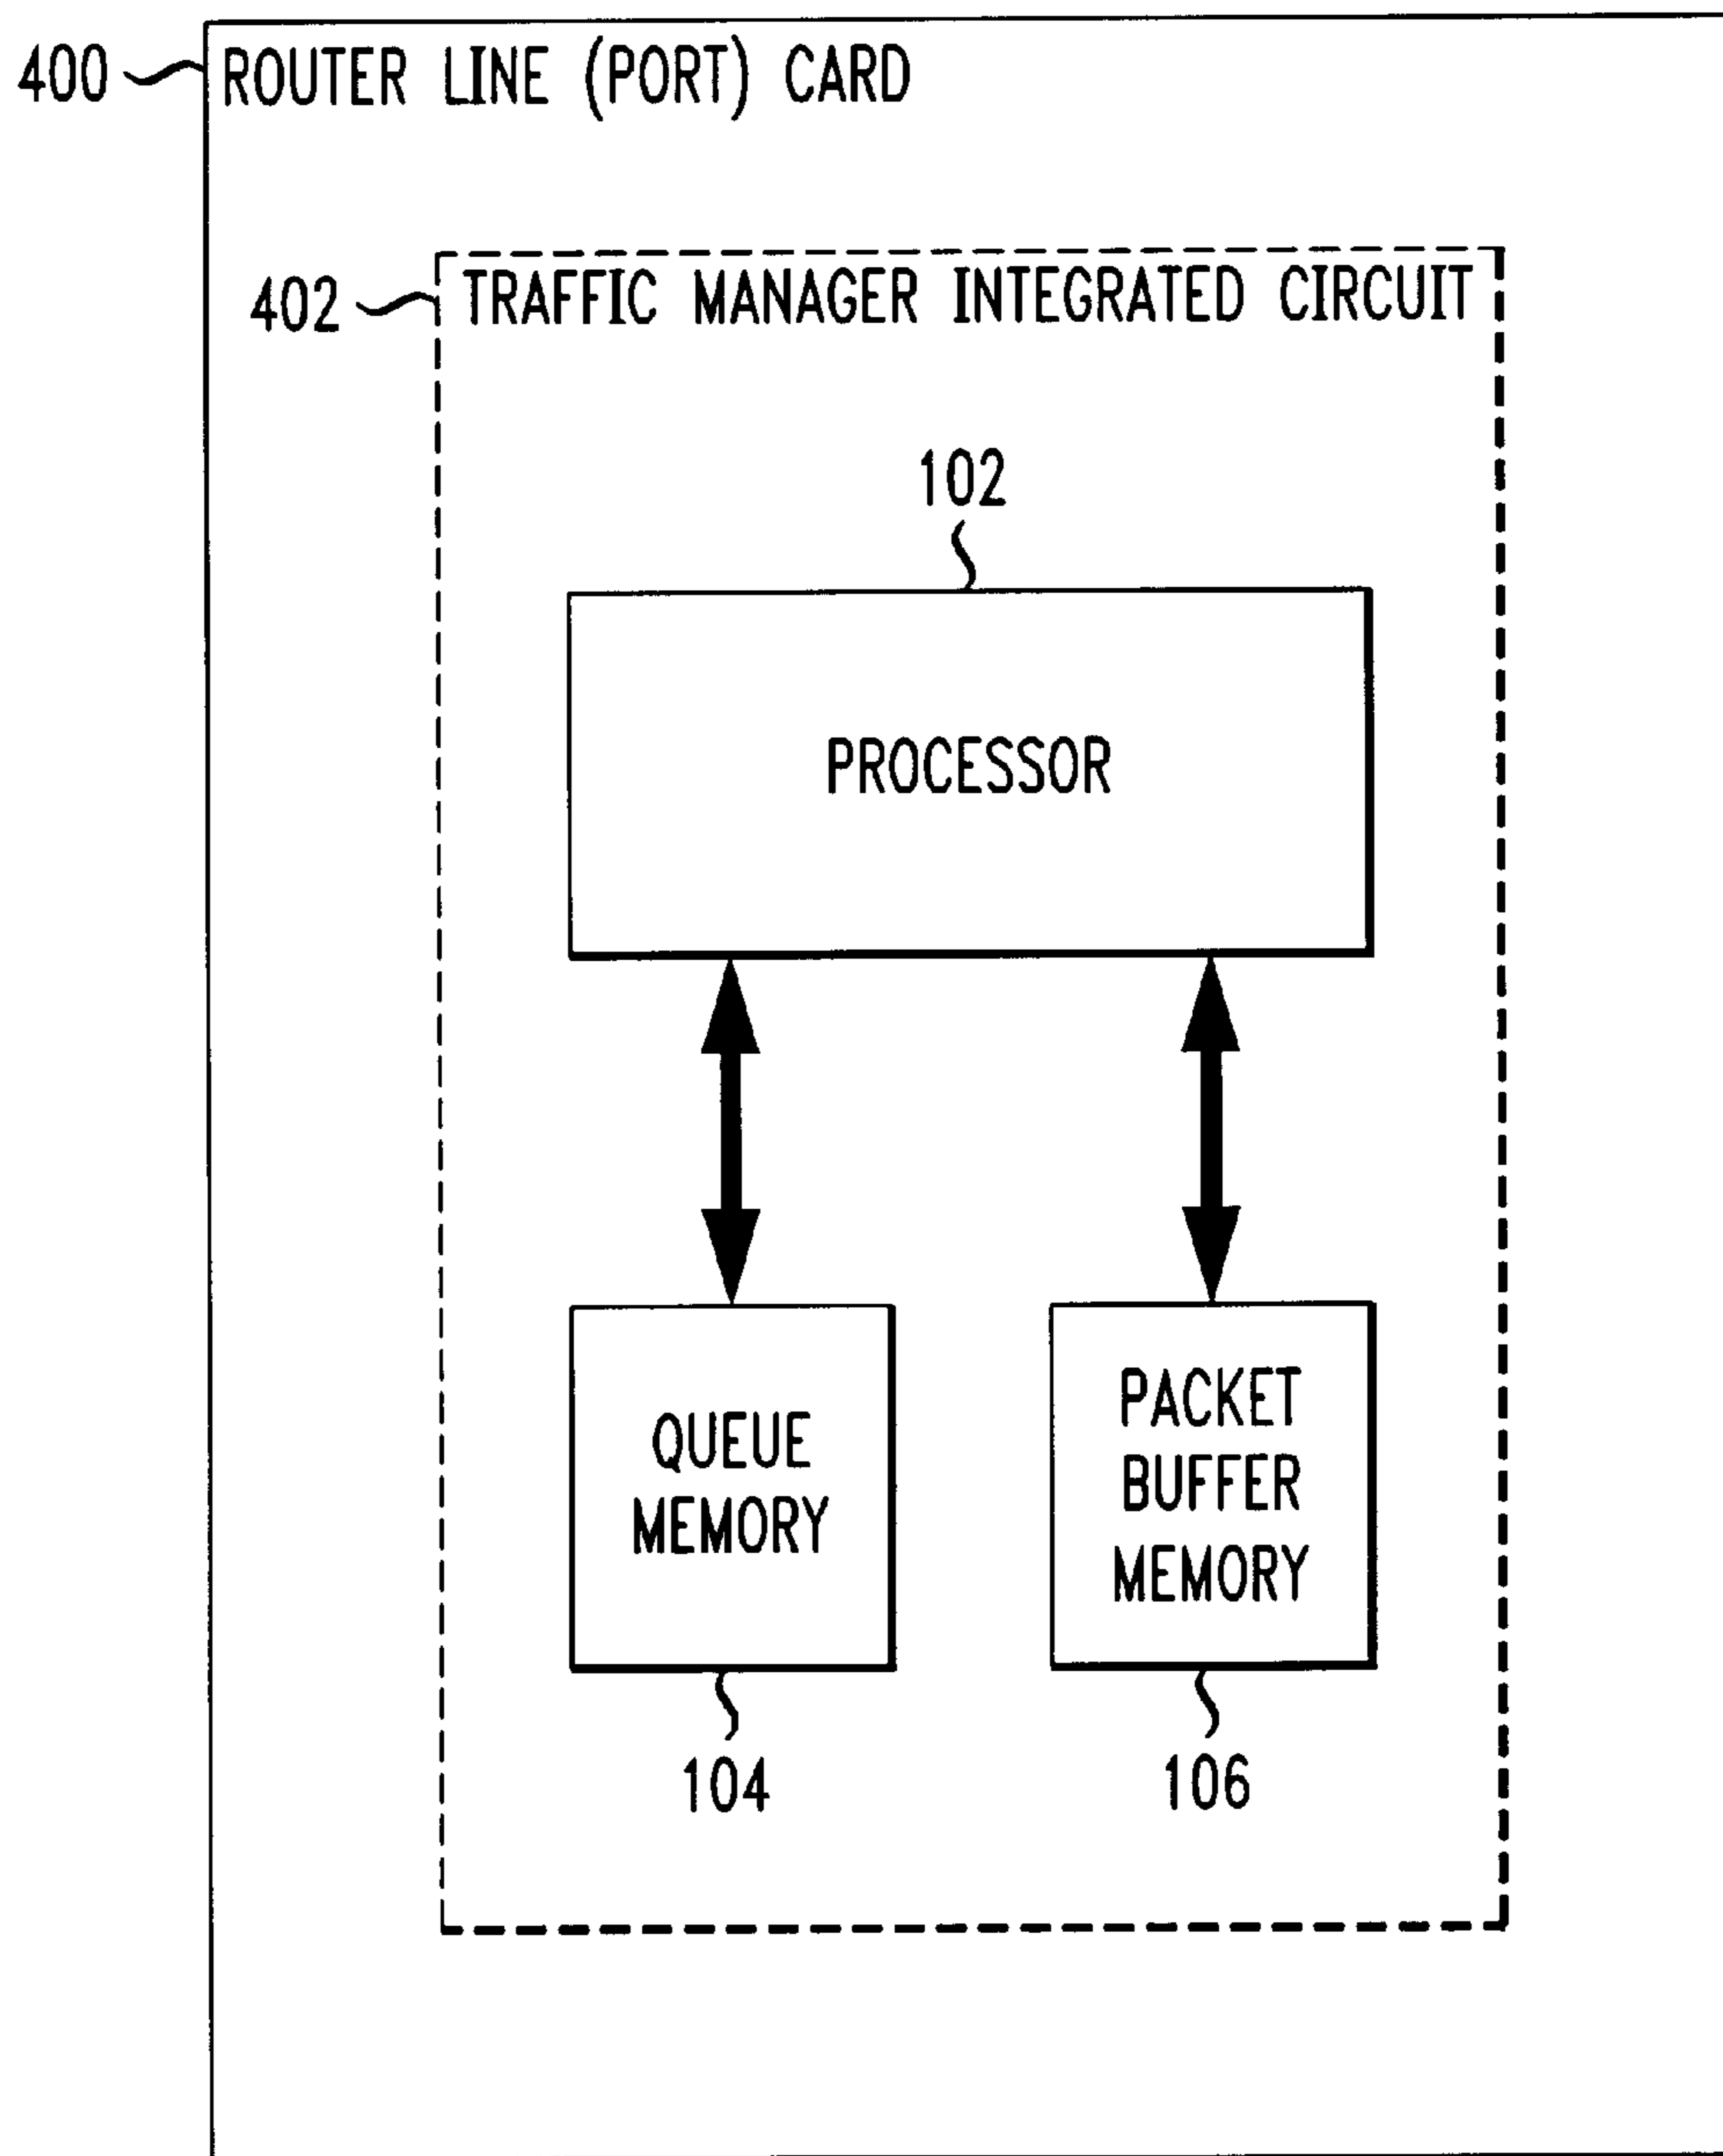 400
ROUTER LINE (PORT) CARD
402
TRAFFIC MANAGER INTEGRATED CIRCUIT
102
PROCESSOR
QUEUE
MEMORY
PACKET
BUFFER
MEMORY
104
106